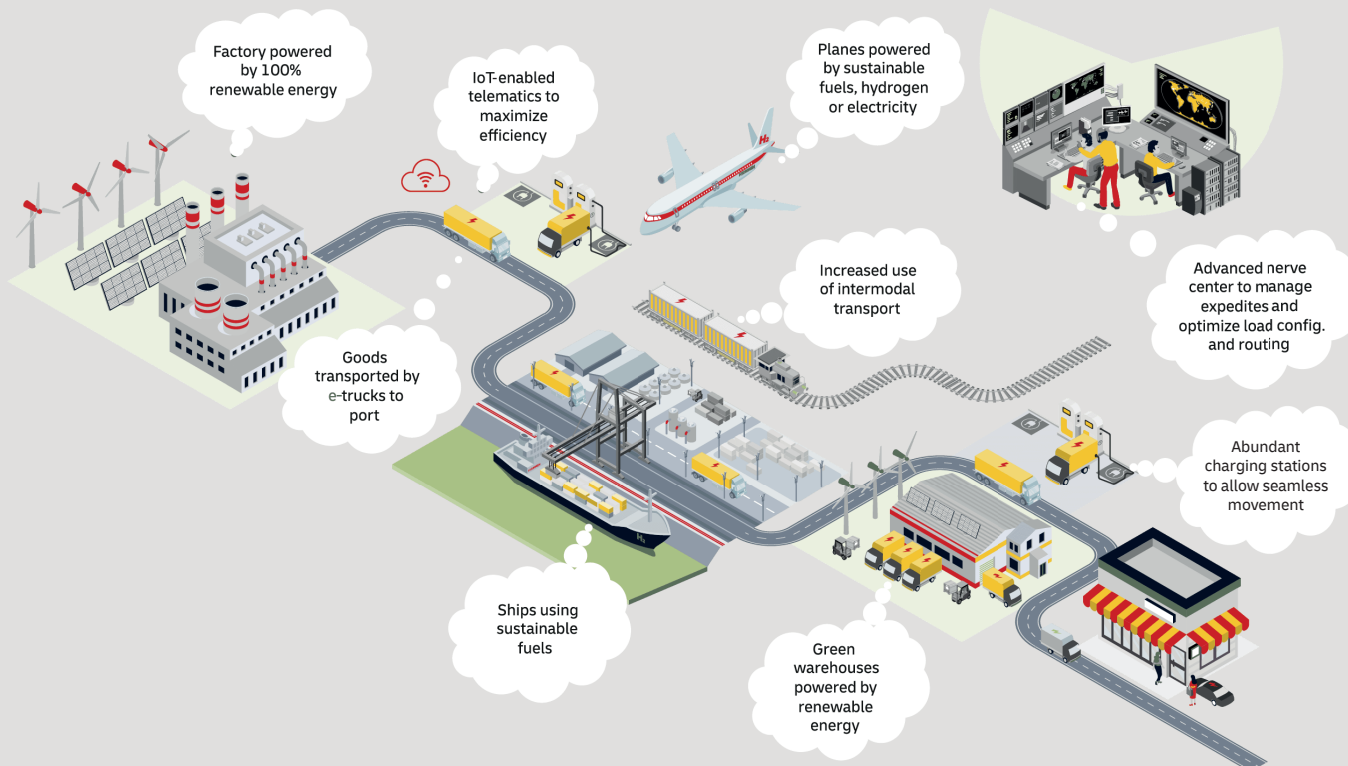 Factory powered
by 100%
renewable energy
IoT-enabled
telematics to
maximize
efficiency
Planes powered
by sustainable
fuels, hydrogen
or electricity
H₂
Increased use
of intermodal
transport
Advanced nerve
center to manage
expedites and
optimize load config.
and routing
Goods
transported by
e-trucks to
port
Abundant
charging stations
to allow seamless
movement
H₂
Ships using
sustainable
fuels
Green
warehouses
powered by
renewable
energy